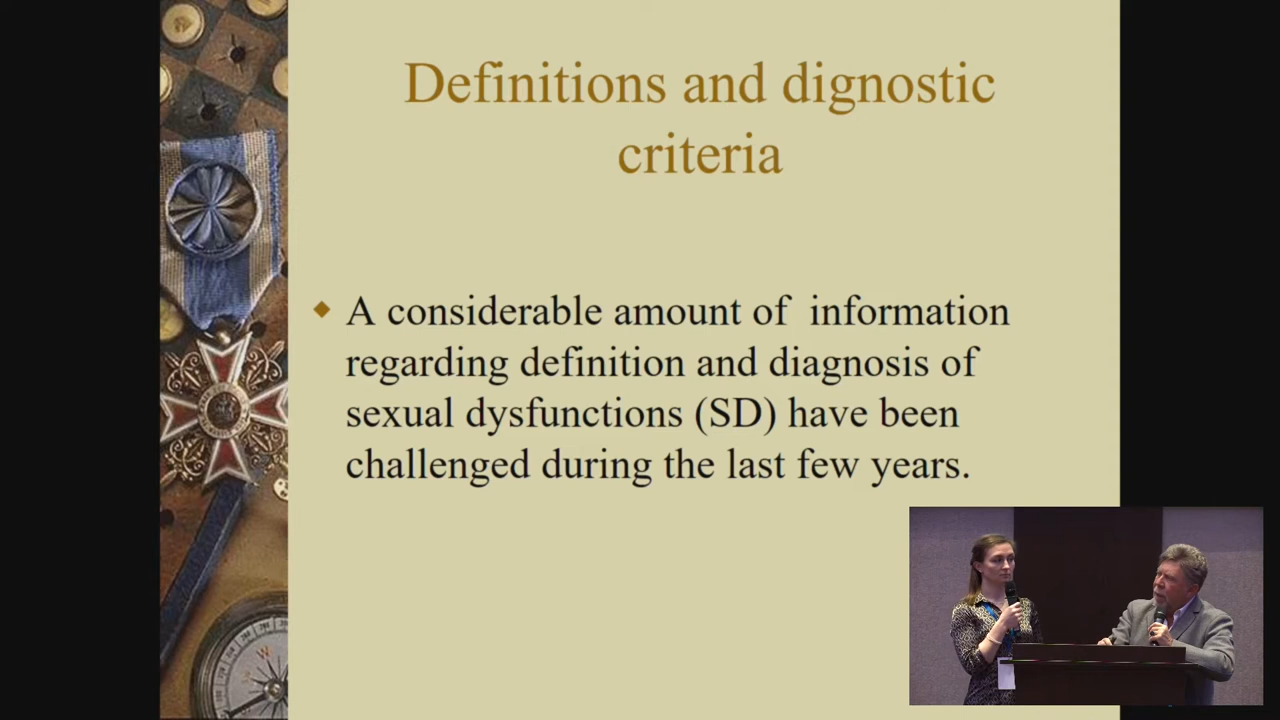 Definitions and dignostic
criteria
A considerable amount of information
regarding definition and diagnosis of
sexual dysfunctions (SD) have been
challenged during the last few years.